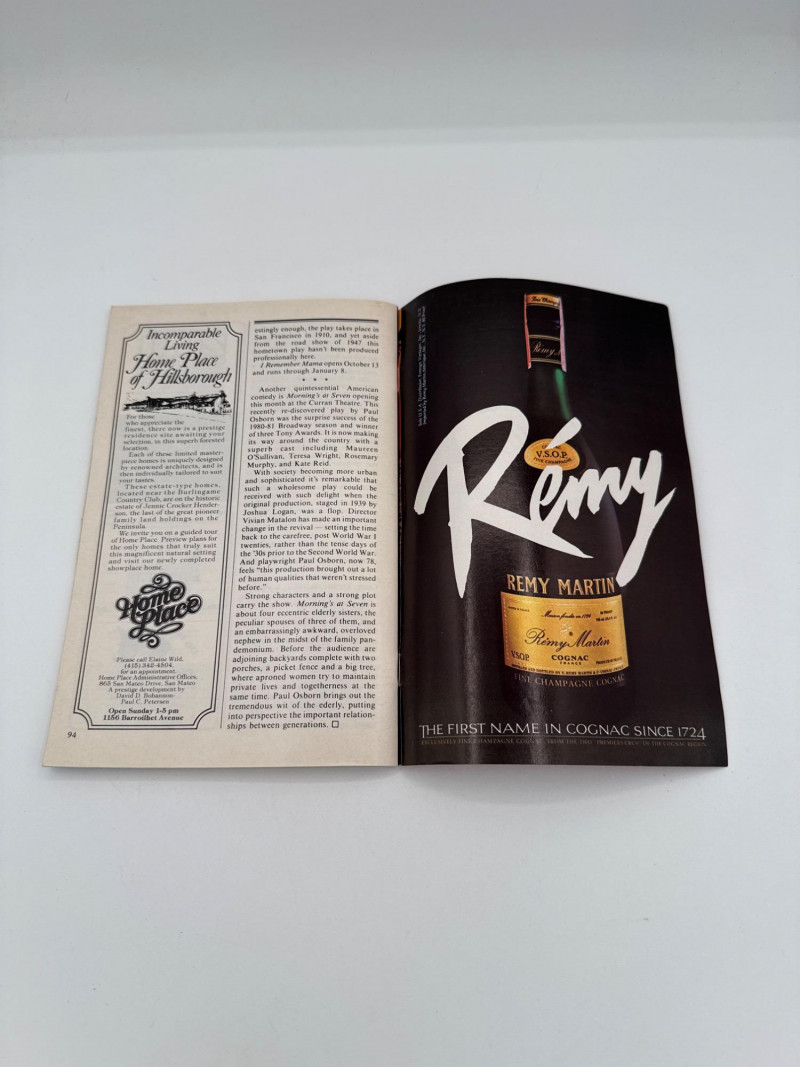 Incomparable
Living
Home Place
of Hillsborough
For those
who appreciate the
finest, there now is a prestige
residence site awaiting your
selection, in this superb forested
location.
Each of these limited master-
piece homes is uniquely designed
by renowned architects, and is
then individually tailored to suit
your tastes.
These estate-type homes,
located near the Burlingame
Country Club, are on the historic
estate of Jennie Crocker Hender-
son, the last of the great pioneer
family land holdings on the
Peninsula.
We invite you on a guided tour
of Home Place. Preview plans for
the only homes that truly suit
this magnificent natural setting
and visit our newly completed
showplace home.
Home
Place
Please call Elaine Wild,
(415) 342-4504,
for an appointment.
Home Place Administrative Offices,
865 San Mateo Drive, San Mateo
A prestige development by
David D. Bohannon-
Paul C. Petersen
Open Sunday 1-5 pm
1156 Barroilhet Avenue
94
estingly enough, the play takes place in
San Francisco in 1910, and yet aside
from the road show of 1947 this
hometown play hasn't been produced
professionally here.
I Remember Mama opens October 13
and runs through January 8.
* * *
Another quintessential American
comedy is Morning's at Seven opening
this month at the Curran Theatre. This
recently re-discovered play by Paul
Osborn was the surprise success of the
1980-81 Broadway season and winner
of three Tony Awards. It is now making
its way around the country with a
superb cast including Maureen
O'Sullivan, Teresa Wright, Rosemary
Murphy, and Kate Reid.
With society becoming more urban
and sophisticated it's remarkable that
such a wholesome play could be
received with such delight when the
original production, staged in 1939 by
Joshua Logan, was a flop. Director
Vivian Matalon has made an important
change in the revival — setting the time
back to the carefree, post World War I
twenties, rather than the tense days of
the '30s prior to the Second World War.
And playwright Paul Osborn, now 78,
feels "this production brought out a lot
of human qualities that weren't stressed
before."
Strong characters and a strong plot
carry the show. Morning's at Seven is
about four eccentric elderly sisters, the
peculiar spouses of three of them, and
an embarrassingly awkward, overloved
nephew in the midst of the family pan-
demonium. Before the audience are
adjoining backyards complete with two
porches, a picket fence and a big tree,
where aproned women try to maintain
private lives and togetherness at the
same time. Paul Osborn brings out the
tremendous wit of the elderly, putting
into perspective the important relation-
ships between generations.
Rémy
V.S.O.P.
FINE CHAMPAGNE
REMY MARTIN
Rémy Martin
V.S.O.P.
COGNAC
FRANCE
FINE CHAMPAGNE COGNAC
THE FIRST NAME IN COGNAC SINCE 1724
EXCLUSIVELY FINE CHAMPAGNE COGNAC, FROM THE TWO "PREMIERS CRUS" OF THE COGNAC REGION